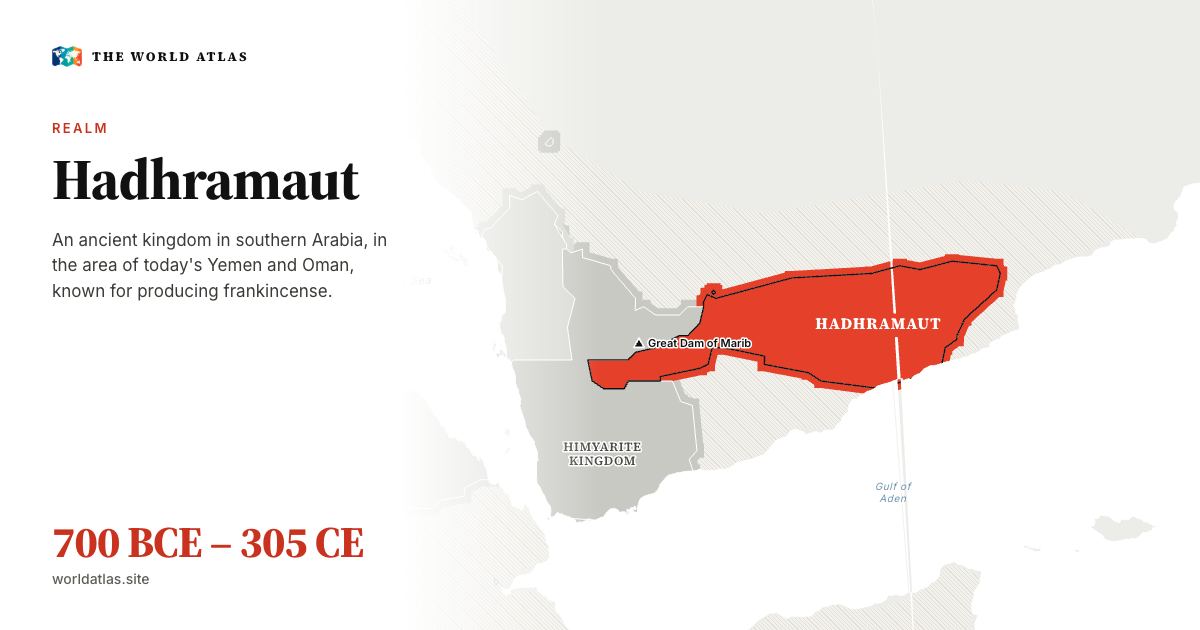 THE WORLD ATLAS
REALM
Hadhramaut
An ancient kingdom in southern Arabia, in
the area of today's Yemen and Oman,
known for producing frankincense.
700 BCE – 305 CE
worldatlas.site
HADHRAMAUT
Great Dam of Marib
HIMYARITE
KINGDOM
Gulf of
Aden